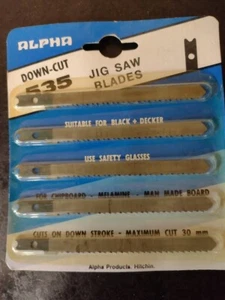 ALPHA
DOWN-CUT
535
JIG SAW
BLADES
SUITABLE FOR BLACK + DECKER
USE SAFETY GLASSES
FOR CHIPBOARD - MELAMINE - MAN MADE BOARD
CUTS ON DOWN STROKE - MAXIMUM CUT 30 mm
Alpha Products, Hitchin.